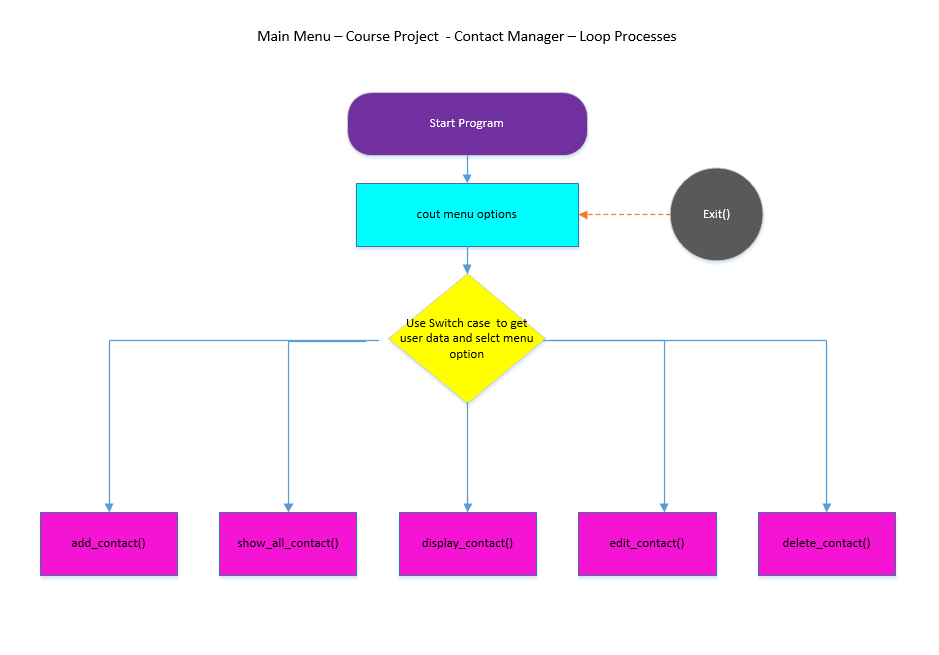 Main Menu – Course Project  - Contact Manager – Loop Processes
Start Program
cout menu options
Exit()
Use Switch case  to get
user data and selct menu
option
add_contact()
show_all_contact()
display_contact()
edit_contact()
delete_contact()